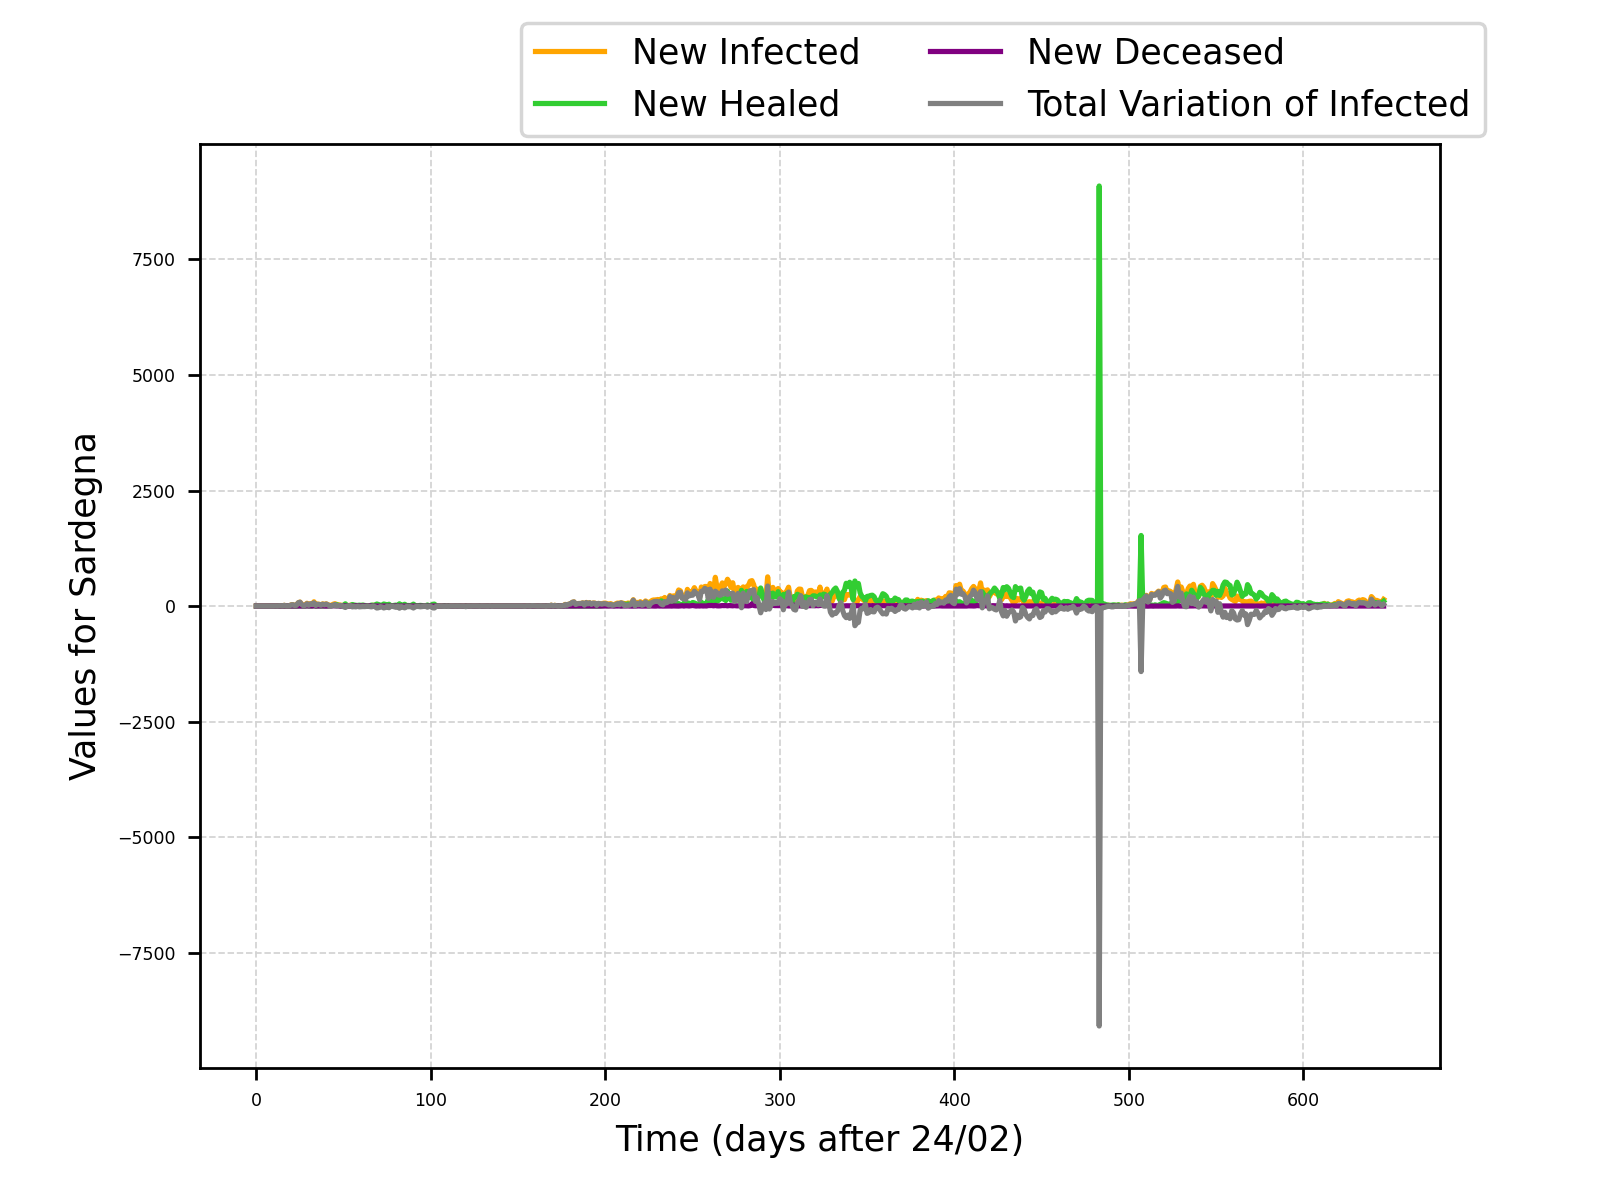 New Infected
New Healed
New Deceased
Total Variation of Infected
7500
5000
2500
0
−2500
−5000
−7500
Values for Sardegna
0 100 200 300 400 500 600
Time (days after 24/02)